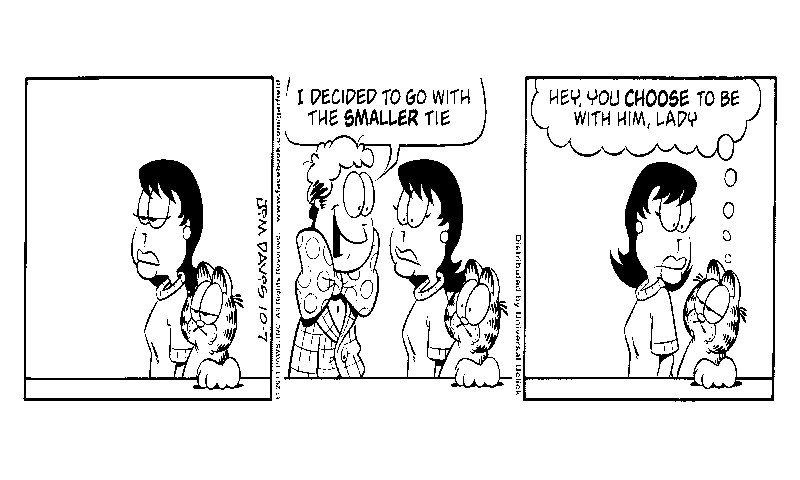 JIM DAVIS 10-7
I DECIDED TO GO WITH
THE SMALLER TIE
HEY, YOU CHOOSE TO BE
WITH HIM, LADY
Distributed by Universal Uclick